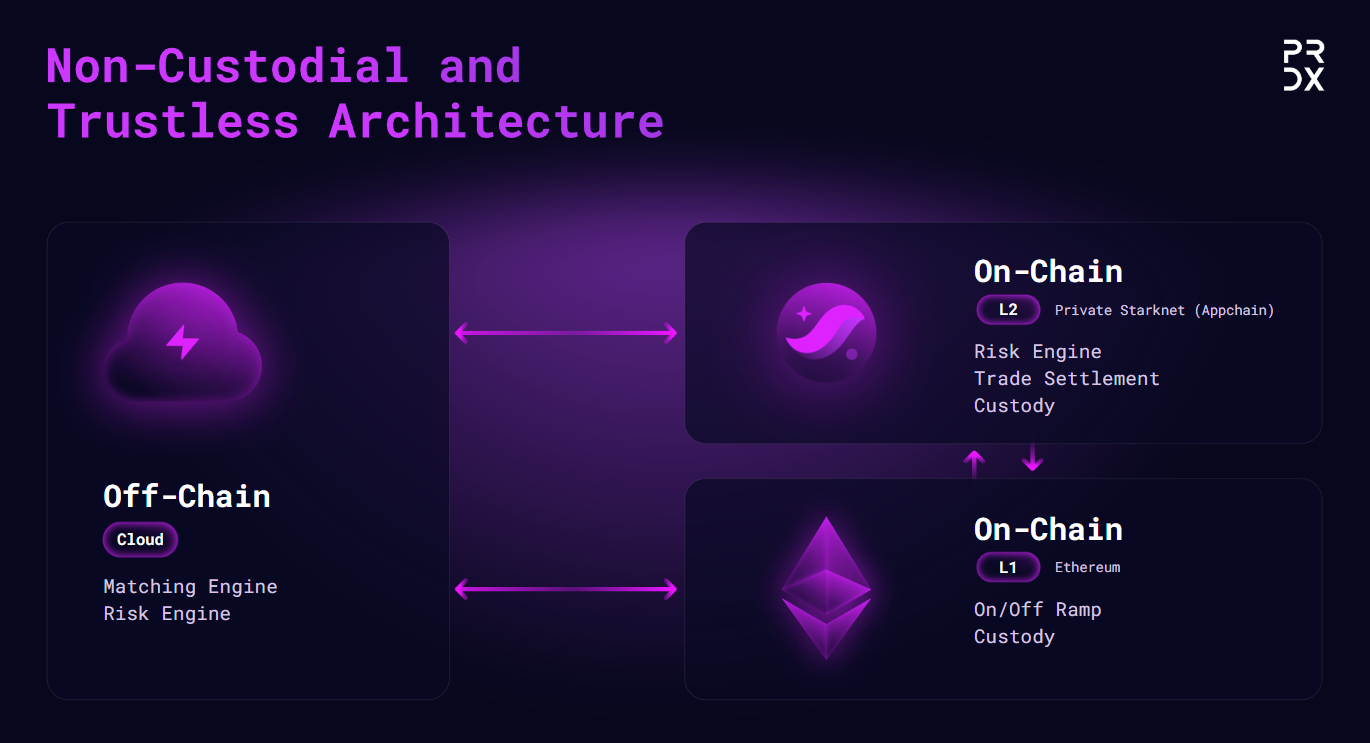 Non-Custodial and
Trustless Architecture
PR
DX
Off-Chain
Cloud
Matching Engine
Risk Engine
On-Chain
L2 Private Starknet (Appchain)
Risk Engine
Trade Settlement
Custody
On-Chain
L1 Ethereum
On/Off Ramp
Custody